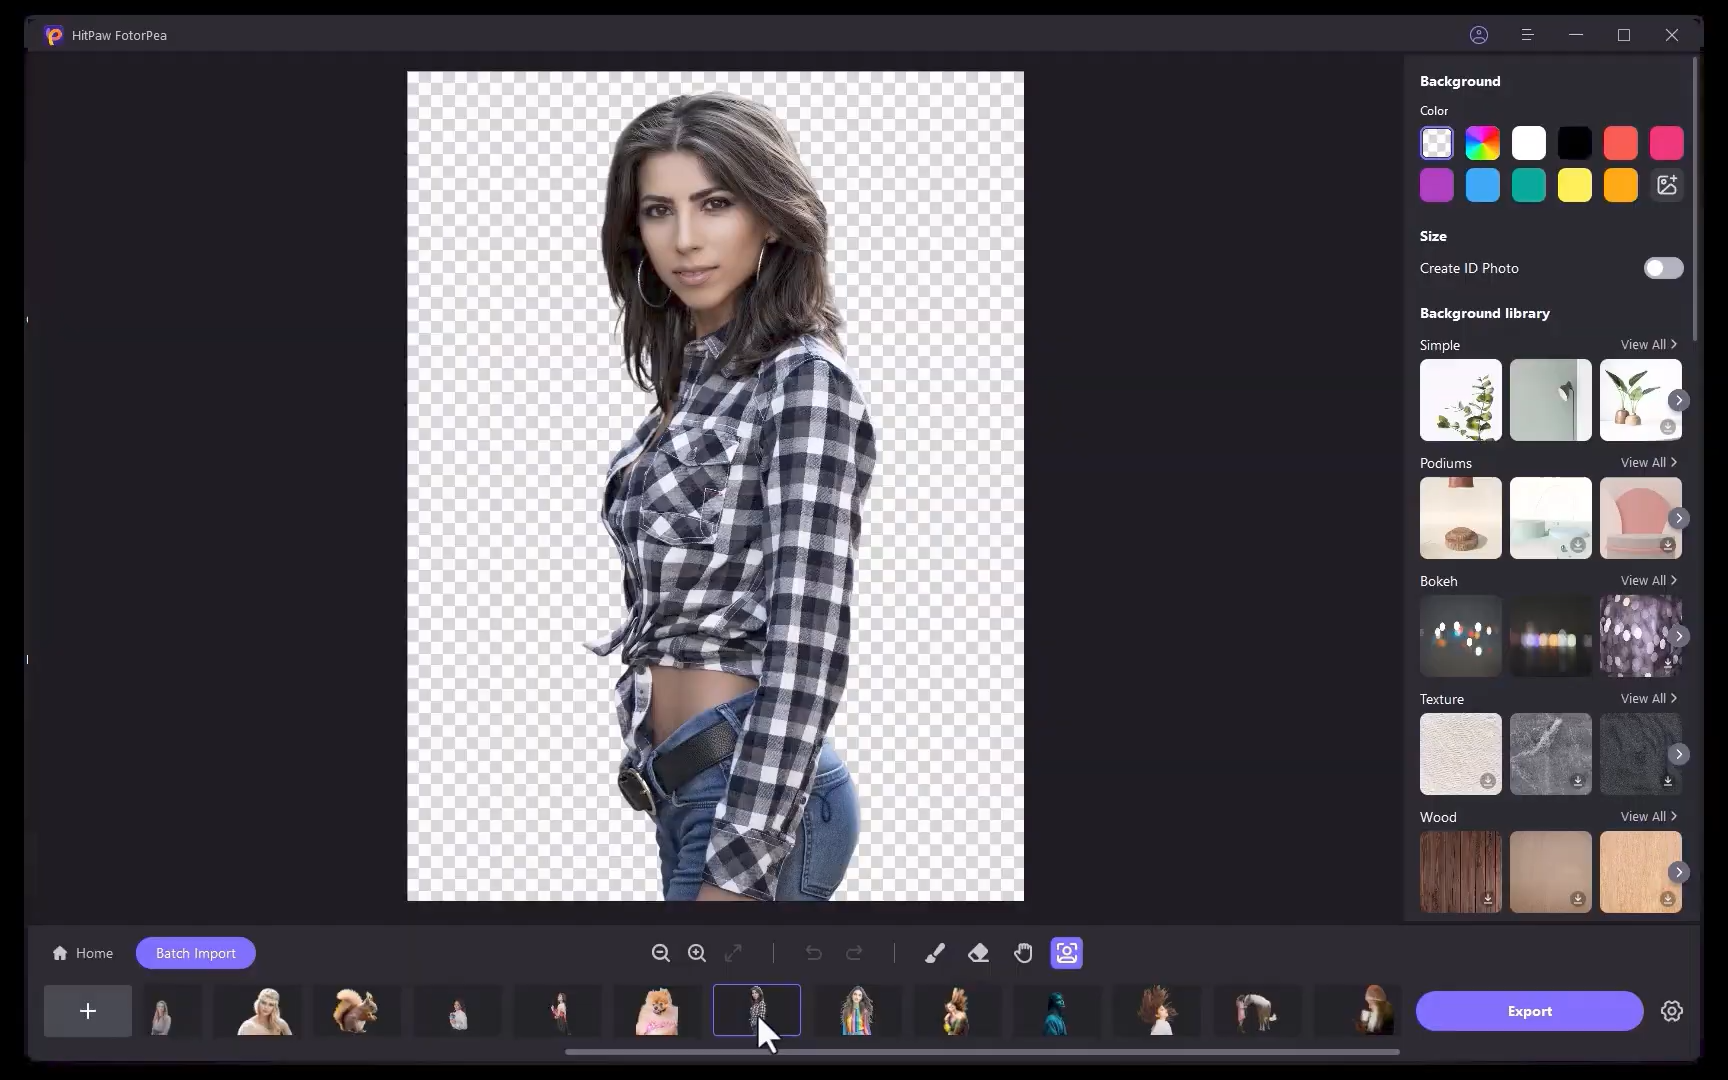 HitPaw FotorPea
Background
Color
Size
Create ID Photo
Background library
Simple
View All
Podiums
View All
Bokeh
View All
Texture
View All
Wood
View All
Home
Batch Import
Export